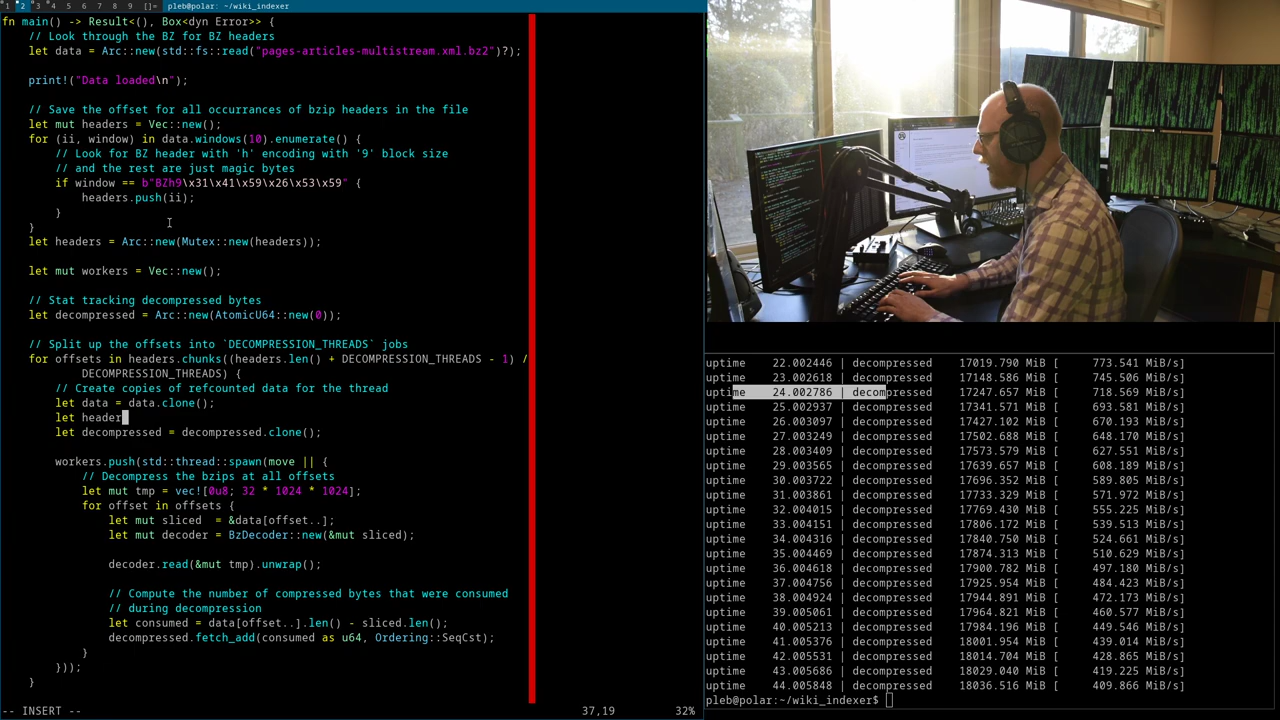 1 2 3 4 5 6 7 8 9 []= pleb@polar: ~/wiki_indexer
fn main() -> Result<(), Box<dyn Error>> {
    // Look through the BZ for BZ headers
    let data = Arc::new(std::fs::read("pages-articles-multistream.xml.bz2")?);
    print!("Data loaded\n");
    // Save the offset for all occurrances of bzip headers in the file
    let mut headers = Vec::new();
    for (ii, window) in data.windows(10).enumerate() {
        // Look for BZ header with 'h' encoding with '9' block size
        // and the rest are just magic bytes
        if window == b"BZh9\x31\x41\x59\x26\x53\x59" {
            headers.push(ii);
        }
    }
    let headers = Arc::new(Mutex::new(headers));
    let mut workers = Vec::new();
    // Stat tracking decompressed bytes
    let decompressed = Arc::new(AtomicU64::new(0));
    // Split up the offsets into `DECOMPRESSION_THREADS` jobs
    for offsets in headers.chunks((headers.len() + DECOMPRESSION_THREADS - 1) /
            DECOMPRESSION_THREADS) {
        // Create copies of refcounted data for the thread
        let data = data.clone();
        let header
        let decompressed = decompressed.clone();
        workers.push(std::thread::spawn(move || {
            // Decompress the bzips at all offsets
            let mut tmp = vec![0u8; 32 * 1024 * 1024];
            for offset in offsets {
                let mut sliced  = &data[offset..];
                let mut decoder = BzDecoder::new(&mut sliced);
                decoder.read(&mut tmp).unwrap();
                // Compute the number of compressed bytes that were consumed
                // during decompression
                let consumed = data[offset..].len() - sliced.len();
                decompressed.fetch_add(consumed as u64, Ordering::SeqCst);
            }
        }));
    }
-- INSERT -- 37,19 32%
uptime 22.002446 | decompressed 17019.790 MiB [ 773.541 MiB/s]
uptime 23.002618 | decompressed 17148.586 MiB [ 745.506 MiB/s]
uptime 24.002786 | decompressed 17247.657 MiB [ 718.569 MiB/s]
uptime 25.002937 | decompressed 17341.571 MiB [ 693.581 MiB/s]
uptime 26.003097 | decompressed 17427.102 MiB [ 670.193 MiB/s]
uptime 27.003249 | decompressed 17502.688 MiB [ 648.170 MiB/s]
uptime 28.003409 | decompressed 17573.579 MiB [ 627.551 MiB/s]
uptime 29.003565 | decompressed 17639.657 MiB [ 608.189 MiB/s]
uptime 30.003722 | decompressed 17696.352 MiB [ 589.805 MiB/s]
uptime 31.003861 | decompressed 17733.329 MiB [ 571.972 MiB/s]
uptime 32.004015 | decompressed 17769.430 MiB [ 555.225 MiB/s]
uptime 33.004151 | decompressed 17806.172 MiB [ 539.513 MiB/s]
uptime 34.004316 | decompressed 17840.750 MiB [ 524.661 MiB/s]
uptime 35.004469 | decompressed 17874.313 MiB [ 510.629 MiB/s]
uptime 36.004618 | decompressed 17900.782 MiB [ 497.180 MiB/s]
uptime 37.004756 | decompressed 17925.954 MiB [ 484.423 MiB/s]
uptime 38.004924 | decompressed 17944.891 MiB [ 472.173 MiB/s]
uptime 39.005061 | decompressed 17964.821 MiB [ 460.577 MiB/s]
uptime 40.005213 | decompressed 17984.196 MiB [ 449.546 MiB/s]
uptime 41.005376 | decompressed 18001.954 MiB [ 439.014 MiB/s]
uptime 42.005531 | decompressed 18014.704 MiB [ 428.865 MiB/s]
uptime 43.005686 | decompressed 18029.040 MiB [ 419.225 MiB/s]
uptime 44.005848 | decompressed 18036.516 MiB [ 409.866 MiB/s]
pleb@polar:~/wiki_indexer$